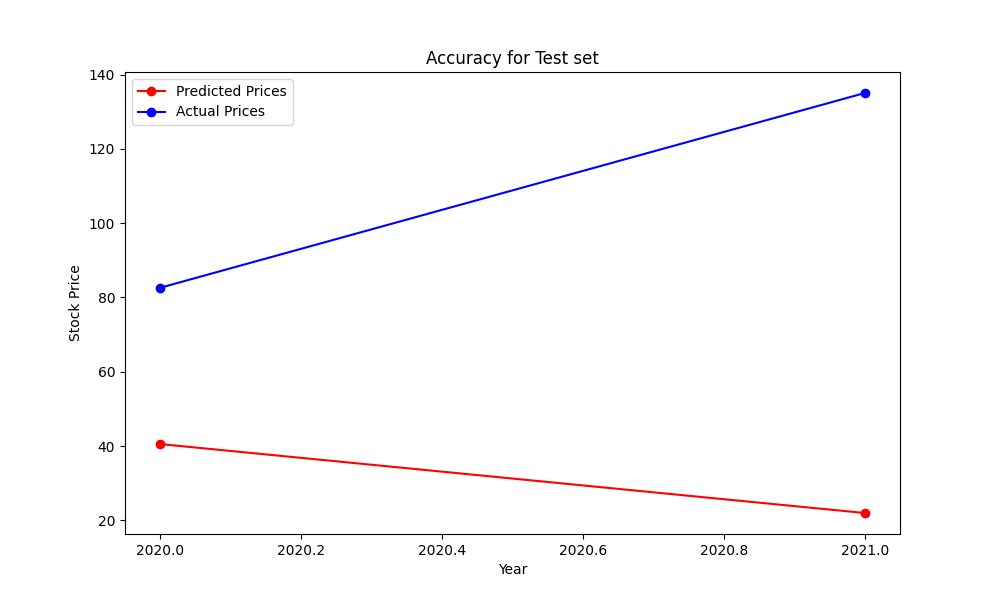 Accuracy for Test set
Predicted Prices
Actual Prices
140
120
100
80
60
40
20
Stock Price
2020.0 2020.2 2020.4 2020.6 2020.8 2021.0
Year